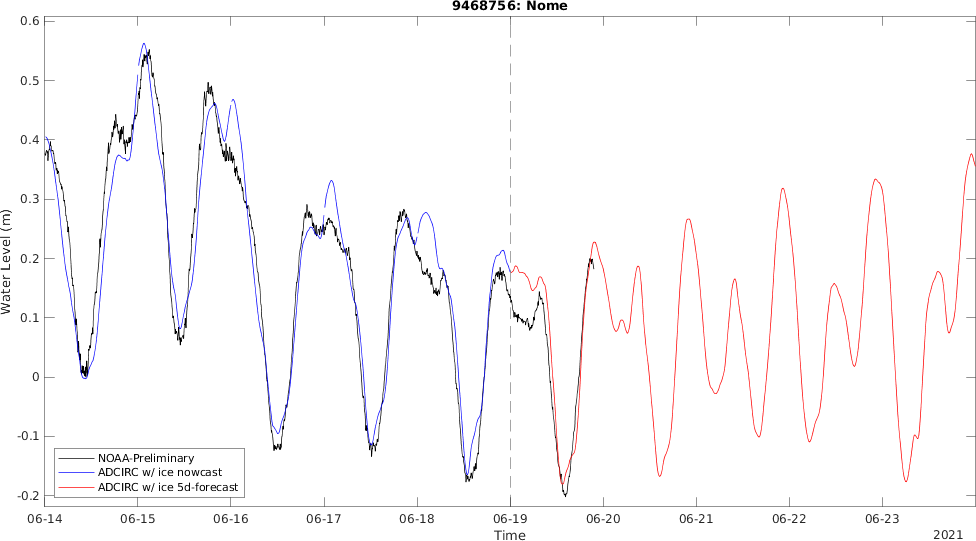 9468756: Nome
0.6
0.5
0.4
0.3
0.2
0.1
0
-0.1
-0.2
Water Level (m)
NOAA-Preliminary
ADCIRC w/ ice nowcast
ADCIRC w/ ice 5d-forecast
06-14 06-15 06-16 06-17 06-18 06-19 06-20 06-21 06-22 06-23
Time
2021